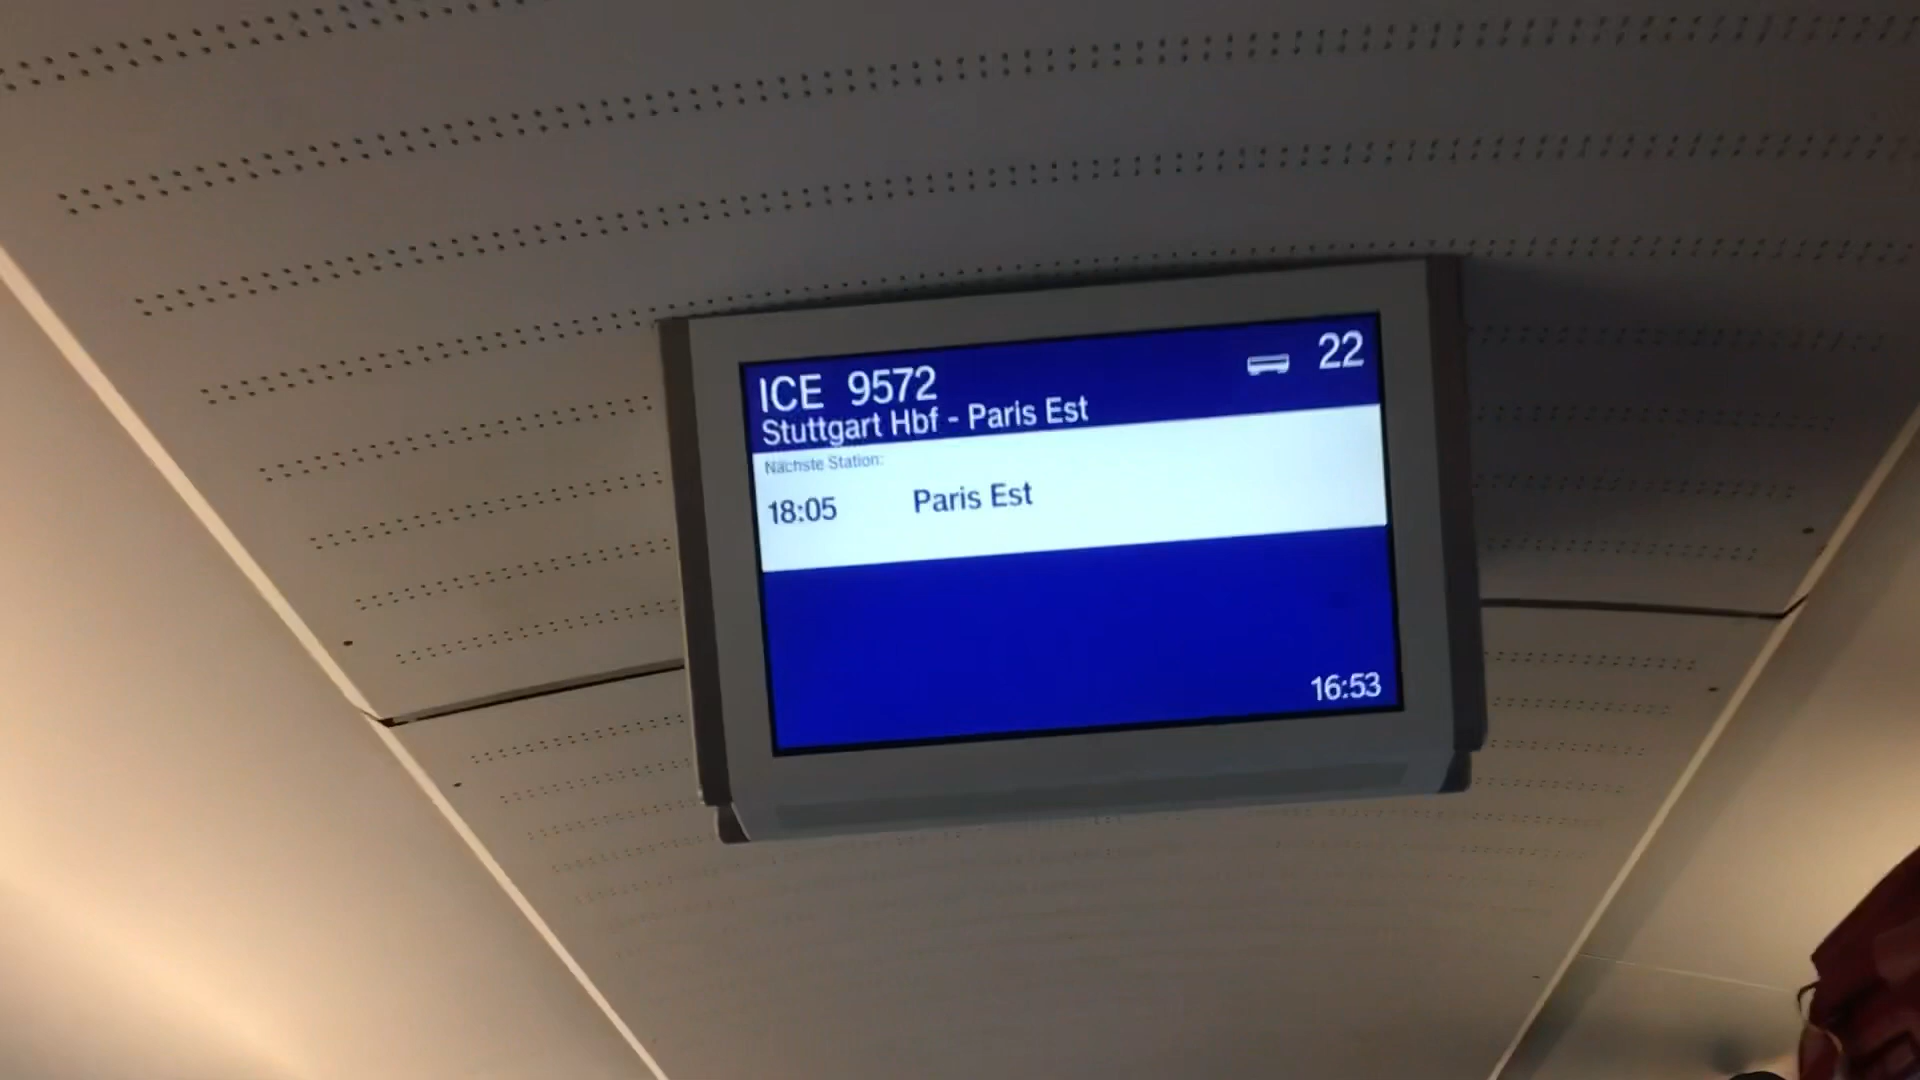 ICE 9572
22
Stuttgart Hbf - Paris Est
Nächste Station:
18:05 Paris Est
16:53